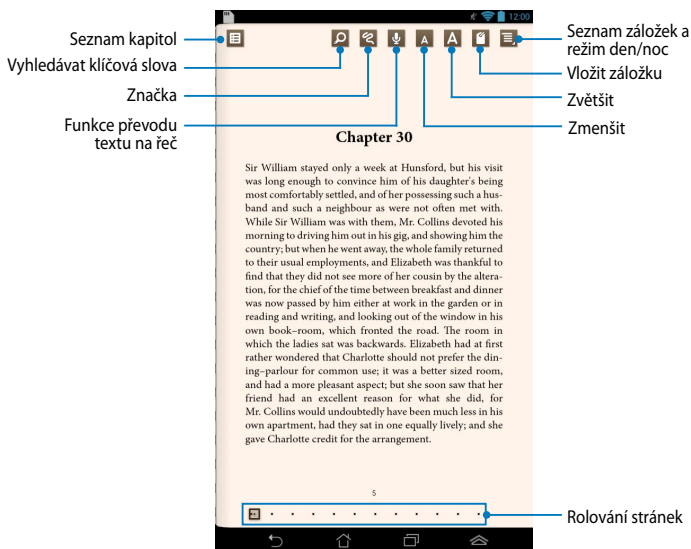 12:00
Seznam kapitol
Vyhledávat klíčová slova
Značka
Funkce převodu
textu na řeč
Seznam záložek a
režim den/noc
Vložit záložku
Zvětšit
Zmenšit
A
A
Chapter 30
Sir William stayed only a week at Hunsford, but his visit
was long enough to convince him of his daughter's being
most comfortably settled, and of her possessing such a hus-
band and such a neighbour as were not often met with.
While Sir William was with them, Mr. Collins devoted his
morning to driving him out in his gig, and showing him the
country; but when he went away, the whole family returned
to their usual employments, and Elizabeth was thankful to
find that they did not see more of her cousin by the altera-
tion, for the chief of the time between breakfast and dinner
was now passed by him either at work in the garden or in
reading and writing, and looking out of the window in his
own book–room, which fronted the road. The room in
which the ladies sat was backwards. Elizabeth had at first
rather wondered that Charlotte should not prefer the din-
ing–parlour for common use; it was a better sized room,
and had a more pleasant aspect; but she soon saw that her
friend had an excellent reason for what she did, for
Mr. Collins would undoubtedly have been much less in his
own apartment, had they sat in one equally lively; and she
gave Charlotte credit for the arrangement.
5
Rolování stránek